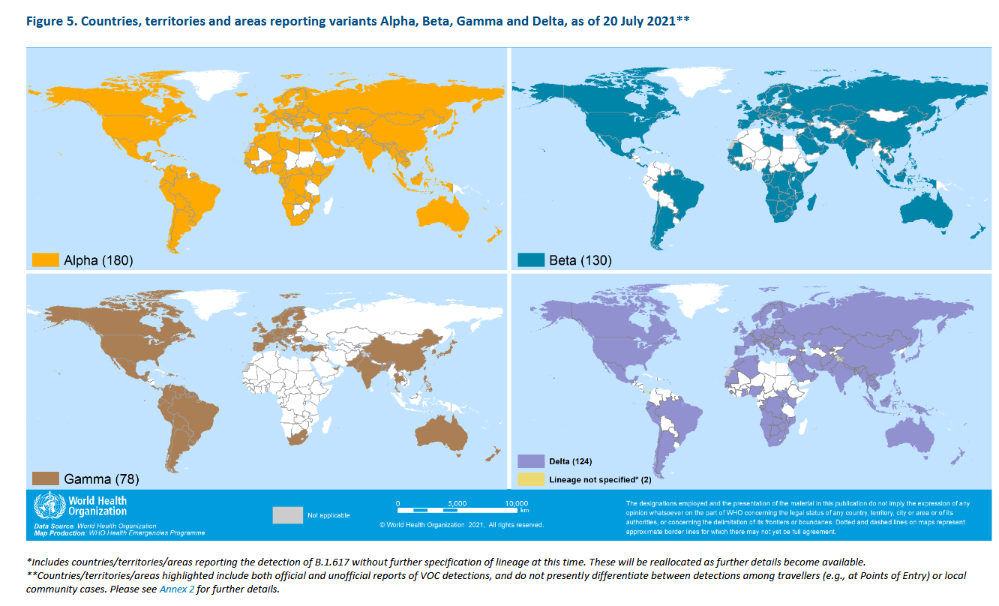 Figure 5. Countries, territories and areas reporting variants Alpha, Beta, Gamma and Delta, as of 20 July 2021**
Alpha (180)
Beta (130)
Gamma (78)
Delta (124)
Lineage not specified* (2)
World Health
Organization
Data Source: World Health Organization
Map Production: WHO Health Emergencies Programme
Not applicable
0 5,000 10,000
km
© World Health Organization 2021, All rights reserved.
The designations employed and the presentation of the material in this publication do not imply the expression of any
opinion whatsoever on the part of WHO concerning the legal status of any country, territory, city or area or of its
authorities, or concerning the delimitation of its frontiers or boundaries. Dotted and dashed lines on maps represent
approximate border lines for which there may not yet be full agreement.
*Includes countries/territories/areas reporting the detection of B.1.617 without further specification of lineage at this time. These will be reallocated as further details become available.
**Countries/territories/areas highlighted include both official and unofficial reports of VOC detections, and do not presently differentiate between detections among travellers (e.g., at Points of Entry) or local
community cases. Please see Annex 2 for further details.